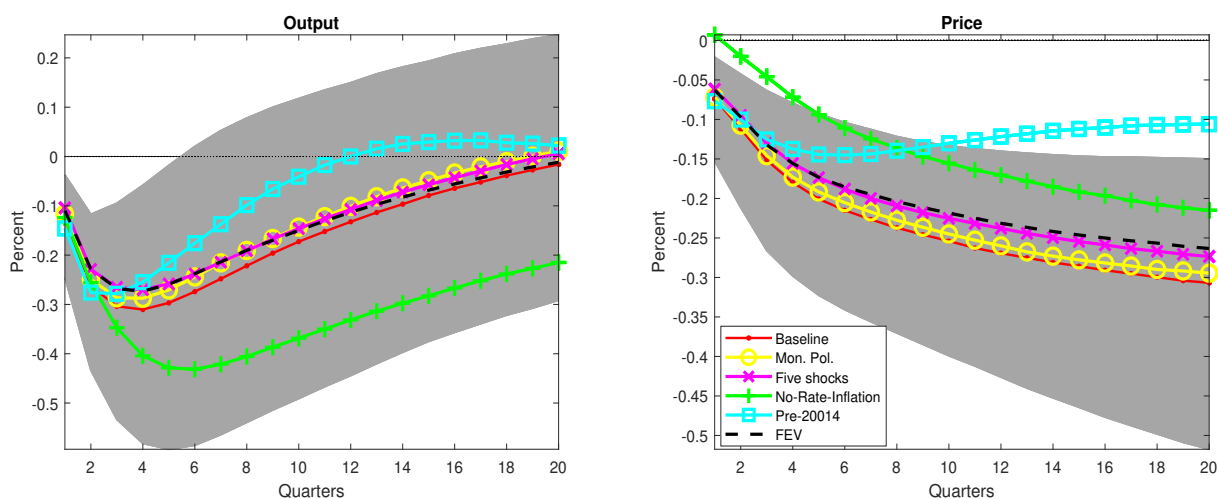 Output
Percent
0.2
0.1
0
-0.1
-0.2
-0.3
-0.4
-0.5
2 4 6 8 10 12 14 16 18 20
Quarters
Price
Percent
0
-0.05
-0.1
-0.15
-0.2
-0.25
-0.3
-0.35
-0.4
-0.45
-0.5
Baseline
Mon. Pol.
Five shocks
No-Rate-Inflation
Pre-20014
FEV
2 4 6 8 10 12 14 16 18 20
Quarters